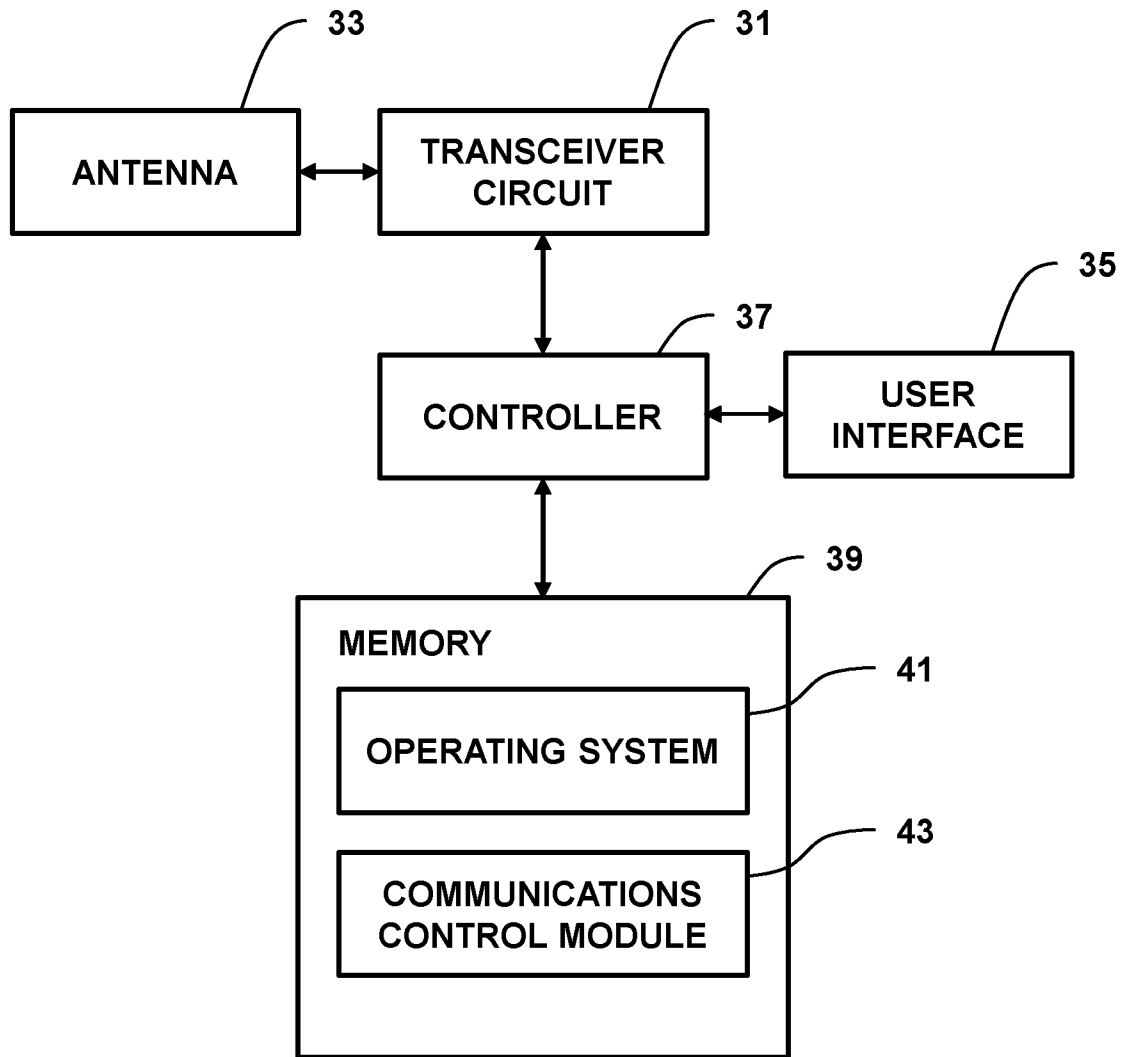 33
31
ANTENNA
TRANSCEIVER
CIRCUIT
35
37
CONTROLLER
USER
INTERFACE
39
MEMORY
41
OPERATING SYSTEM
43
COMMUNICATIONS
CONTROL MODULE